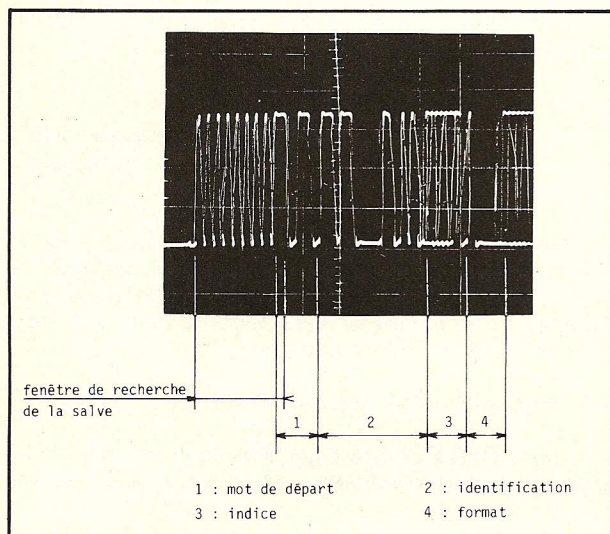 fenêtre de recherche
de la salve
1
2
3
4
1 : mot de départ
2 : identification
3 : indice
4 : format